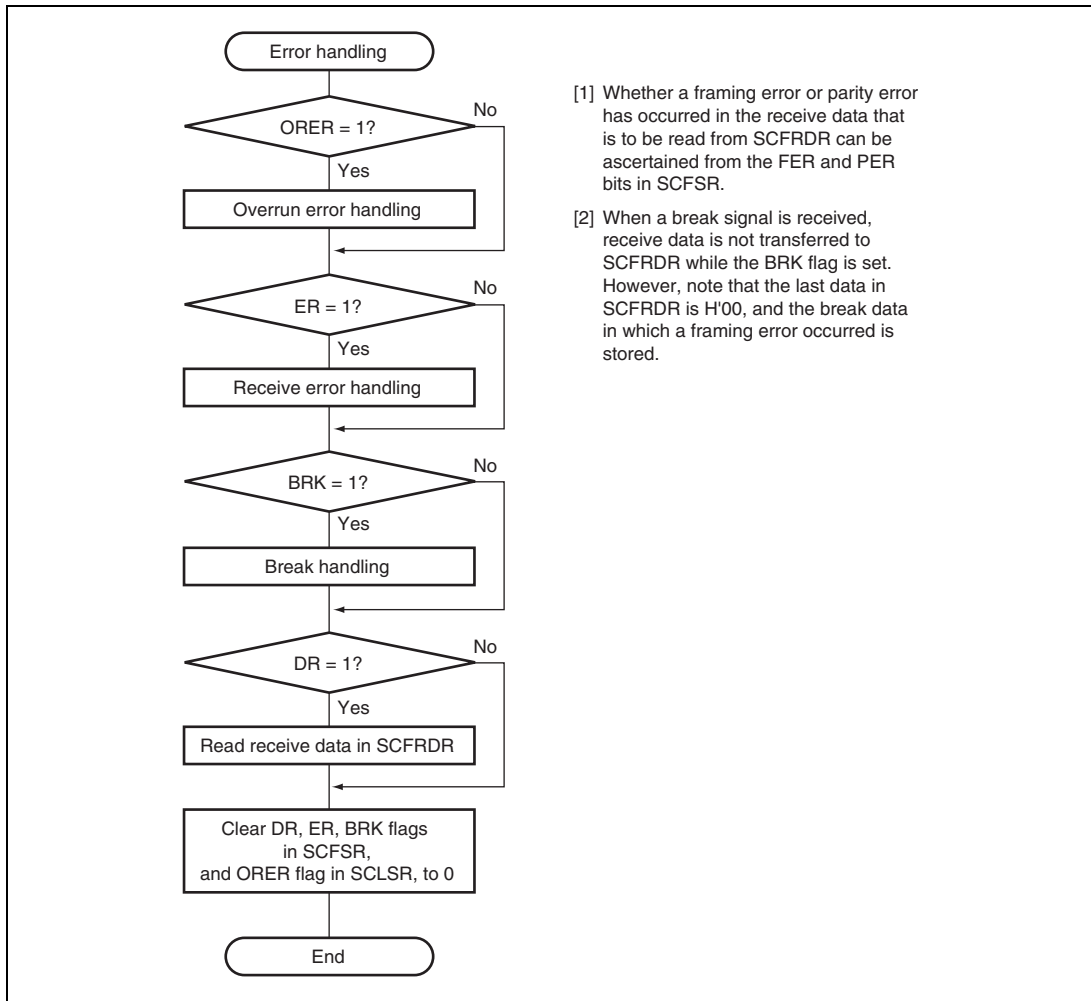 Error handling
ORER = 1?
No
Yes
Overrun error handling
ER = 1?
No
Yes
Receive error handling
BRK = 1?
No
Yes
Break handling
DR = 1?
No
Yes
Read receive data in SCFRDR
Clear DR, ER, BRK flags
in SCFSR,
and ORER flag in SCLSR, to 0
End
[1] Whether a framing error or parity error
has occurred in the receive data that
is to be read from SCFRDR can be
ascertained from the FER and PER
bits in SCFSR.
[2] When a break signal is received,
receive data is not transferred to
SCFRDR while the BRK flag is set.
However, note that the last data in
SCFRDR is H'00, and the break data
in which a framing error occurred is
stored.